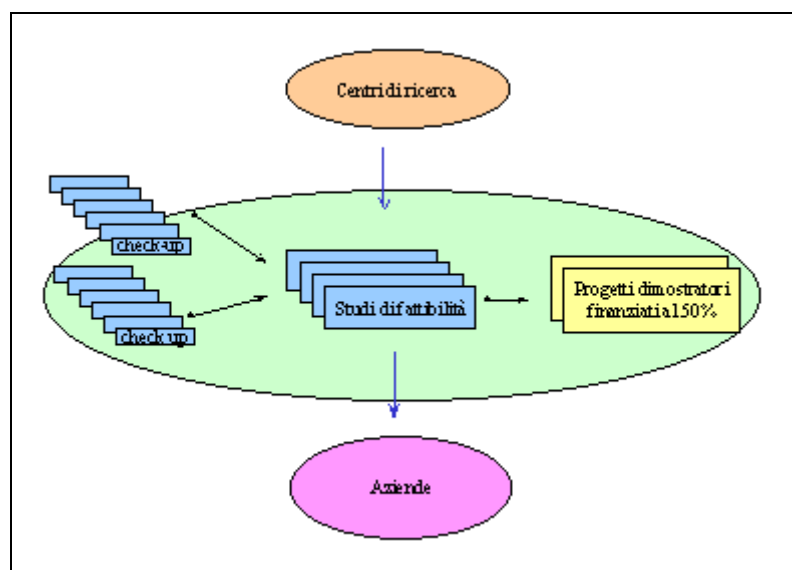 Centri di ricerca
check-up
check up
Studi di fattibilità
Progetti dimostratori
finanziati al 50%
Aziende